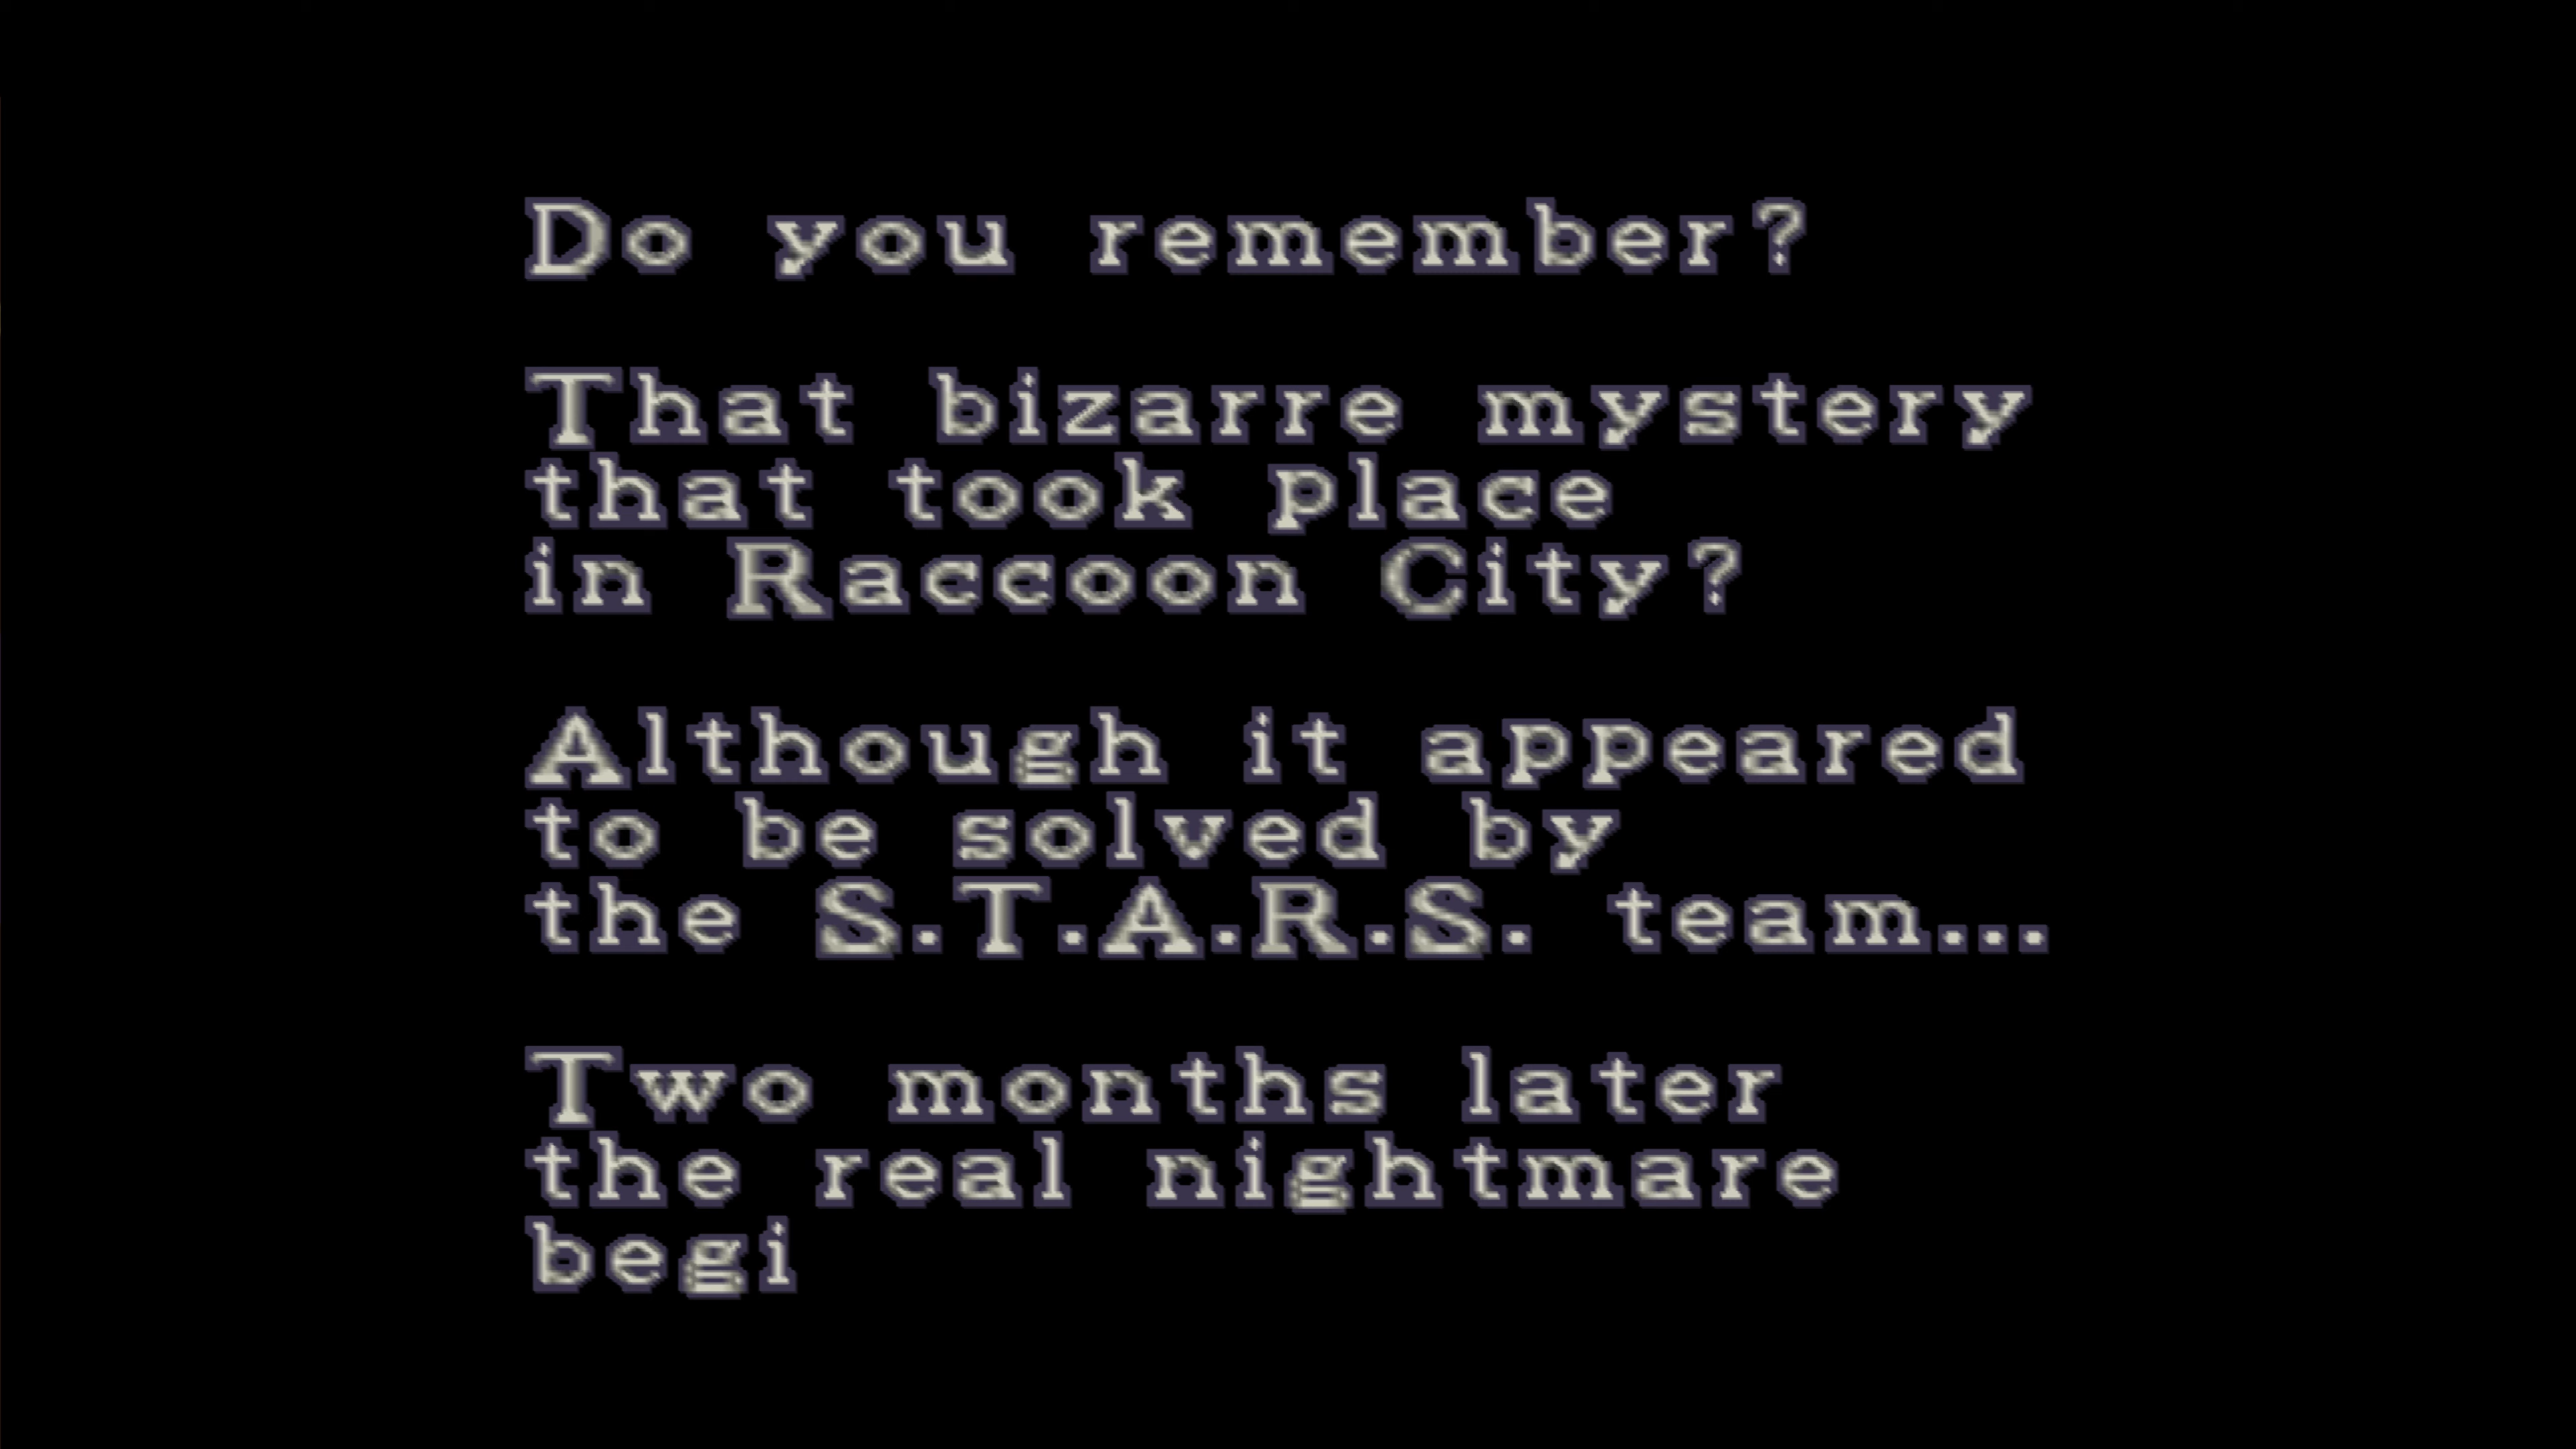 Do you remember?
That bizarre mystery
that took place
in Raccoon City?
Although it appeared
to be solved by
the S.T.A.R.S. team...
Two months later
the real nightmare
begi